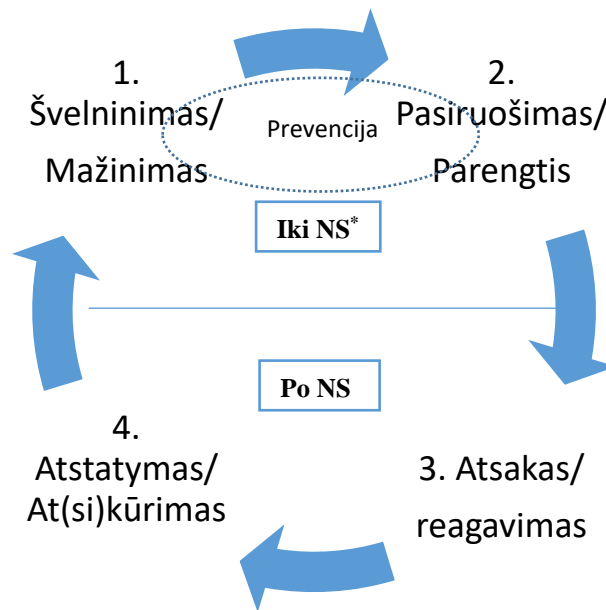 1.
Švelninimas/
Mažinimas
Prevencija
2.
Pasiruošimas/
Parengtis
Iki NS*
Po NS
3. Atsakas/
reagavimas
4.
Atstatymas/
At(si)kūrimas